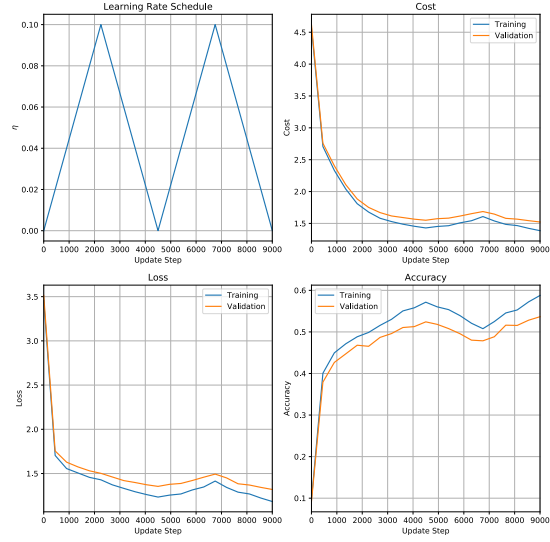 Learning Rate Schedule
η
0.10
0.08
0.06
0.04
0.02
0.00
0 1000 2000 3000 4000 5000 6000 7000 8000 9000
Update Step
Cost
Cost
4.5
4.0
3.5
3.0
2.5
2.0
1.5
Training
Validation
0 1000 2000 3000 4000 5000 6000 7000 8000 9000
Update Step
Loss
Loss
3.5
3.0
2.5
2.0
1.5
1.0
Training
Validation
0 1000 2000 3000 4000 5000 6000 7000 8000 9000
Update Step
Accuracy
Accuracy
0.6
0.5
0.4
0.3
0.2
0.1
Training
Validation
0 1000 2000 3000 4000 5000 6000 7000 8000 9000
Update Step